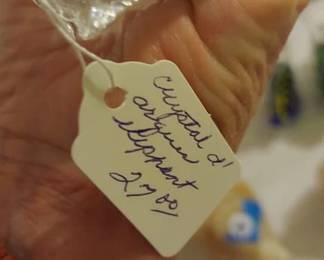 crystal d'
arques
elephant
27.00/